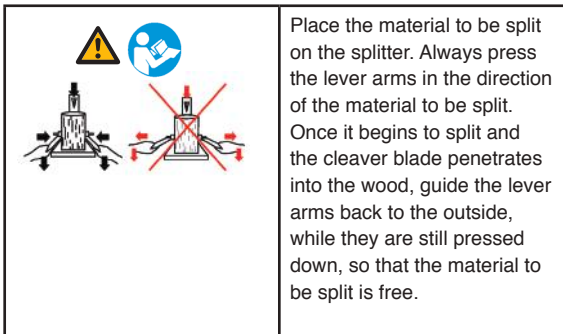 Place the material to be split
on the splitter. Always press
the lever arms in the direction
of the material to be split.
Once it begins to split and
the cleaver blade penetrates
into the wood, guide the lever
arms back to the outside,
while they are still pressed
down, so that the material to
be split is free.